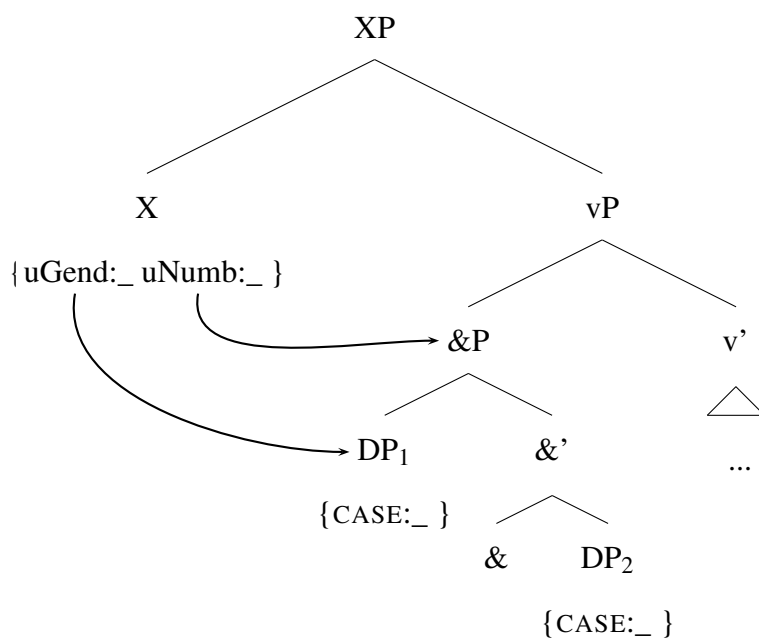 XP
X vP
{ uGend:_ uNumb:_ }
&P v’
DP₁ &’ ...
{CASE:_ }
& DP₂
{CASE:_ }